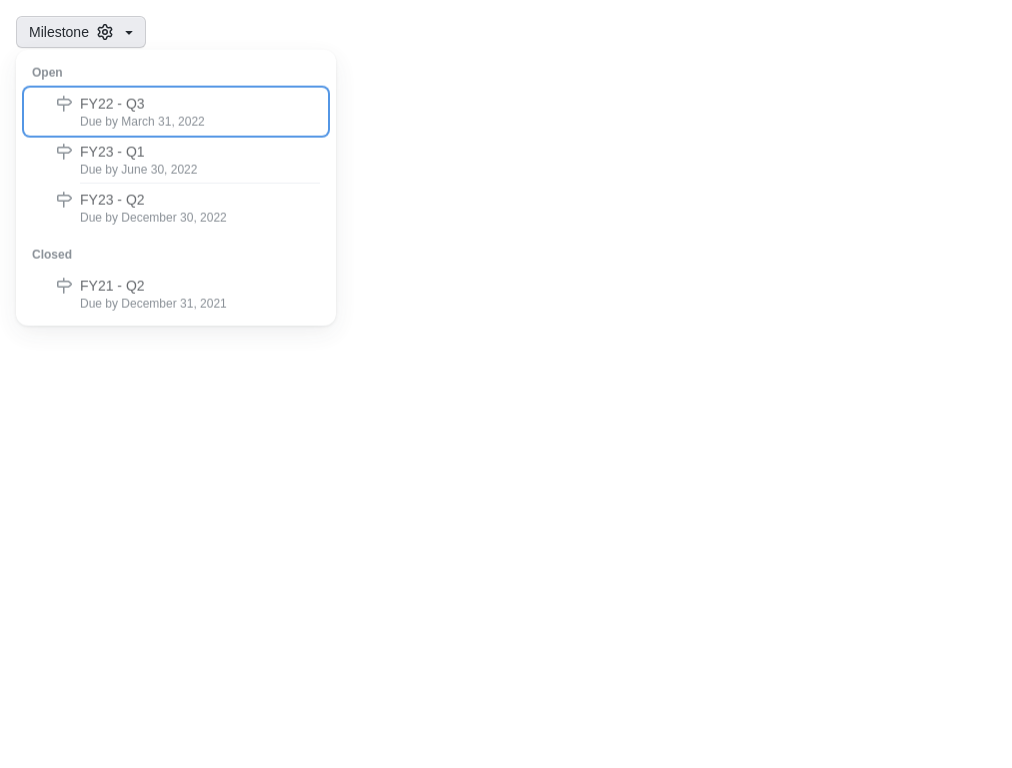 Milestone
Open
FY22 - Q3
Due by March 31, 2022
FY23 - Q1
Due by June 30, 2022
FY23 - Q2
Due by December 30, 2022
Closed
FY21 - Q2
Due by December 31, 2021